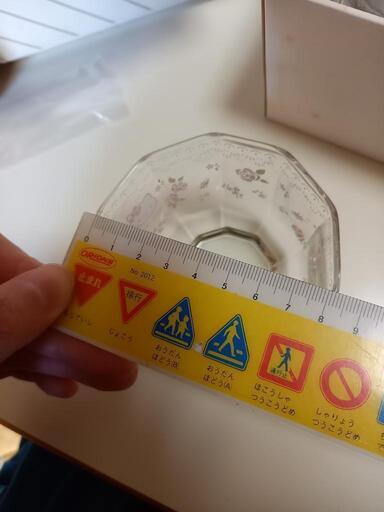 0 1 2 3 4 5 6 7 8 9
ORIONS
No.2012
止まれ
徐行
通行止
じょこう
おうだん
ほどう(B)
おうだん
ほどう(A)
ほこうしゃ
つうこうどめ
しゃりょう
つうこうどめ